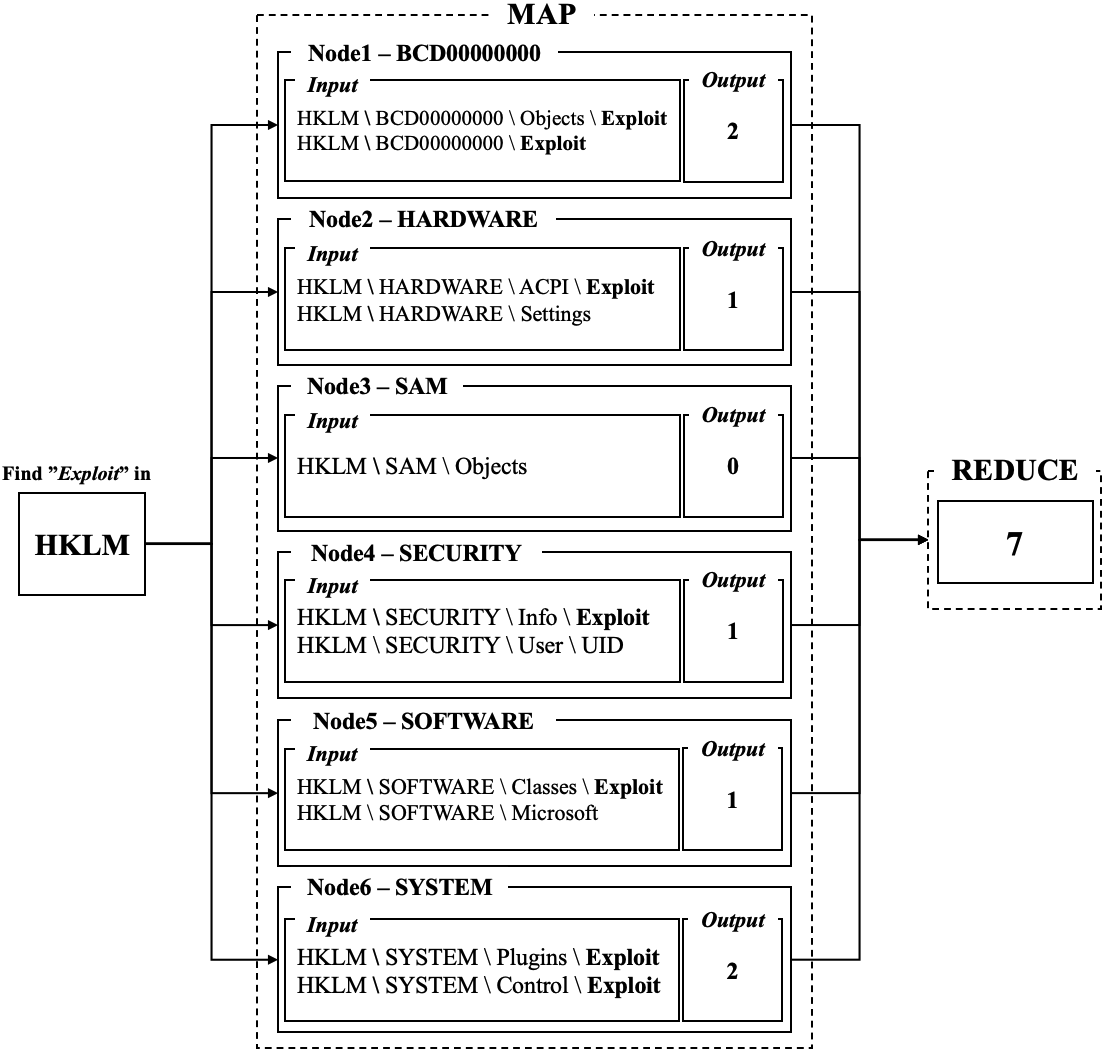 MAP
Node1 – BCD00000000
Input
Output
HKLM \ BCD00000000 \ Objects \ Exploit
HKLM \ BCD00000000 \ Exploit
2
Node2 – HARDWARE
Input
Output
HKLM \ HARDWARE \ ACPI \ Exploit
HKLM \ HARDWARE \ Settings
1
Node3 – SAM
Input
Output
HKLM \ SAM \ Objects
0
Find ”Exploit” in
HKLM
REDUCE
7
Node4 – SECURITY
Input
Output
HKLM \ SECURITY \ Info \ Exploit
HKLM \ SECURITY \ User \ UID
1
Node5 – SOFTWARE
Input
Output
HKLM \ SOFTWARE \ Classes \ Exploit
HKLM \ SOFTWARE \ Microsoft
1
Node6 – SYSTEM
Input
Output
HKLM \ SYSTEM \ Plugins \ Exploit
HKLM \ SYSTEM \ Control \ Exploit
2